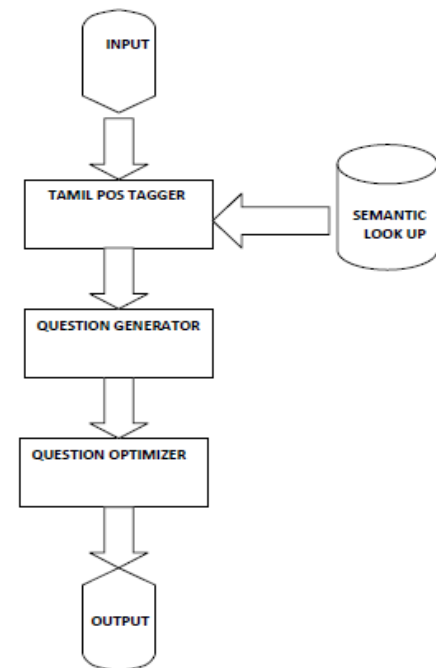 INPUT
TAMIL POS TAGGER
SEMANTIC
LOOK UP
QUESTION GENERATOR
QUESTION OPTIMIZER
OUTPUT